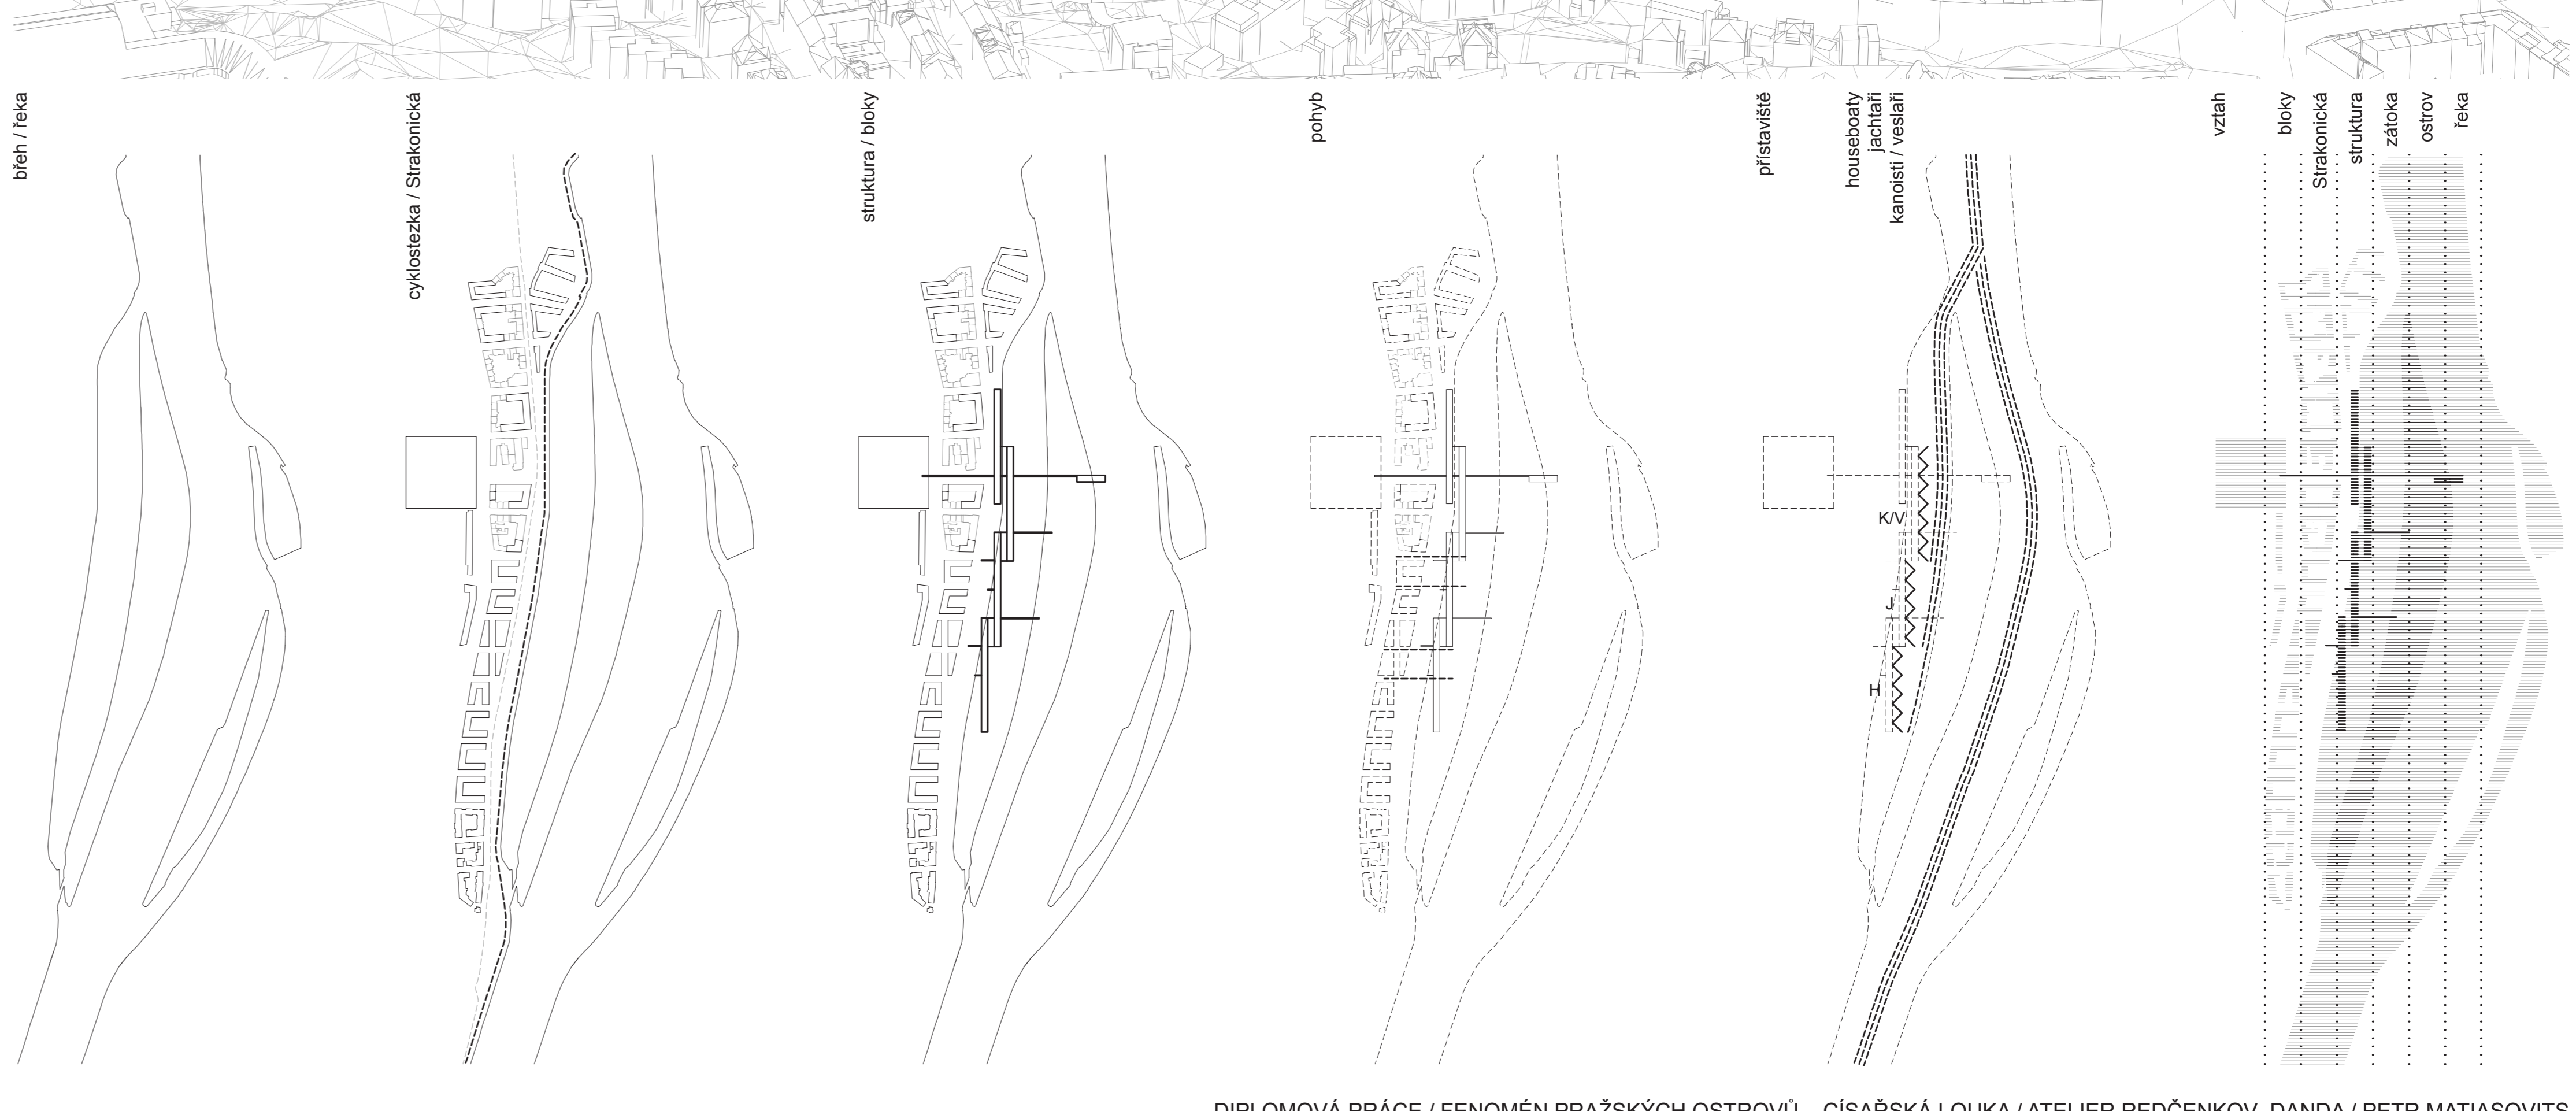 břeh / řeka
cyklostezka / Strakonická
struktura / bloky
pohyb
přístaviště
houseboaty
jachtaři
kanoisti / veslaři
vztah
bloky
Strakonická
struktura
zátoka
ostrov
řeka
K/V
J
H
DIPLOMOVÁ PRÁCE / FENOMÉN PRAŽSKÝCH OSTROVŮ - CÍSAŘSKÁ LOUKA / ATELIER REDČENKOV, DANDA / PETR MATIASOVITS